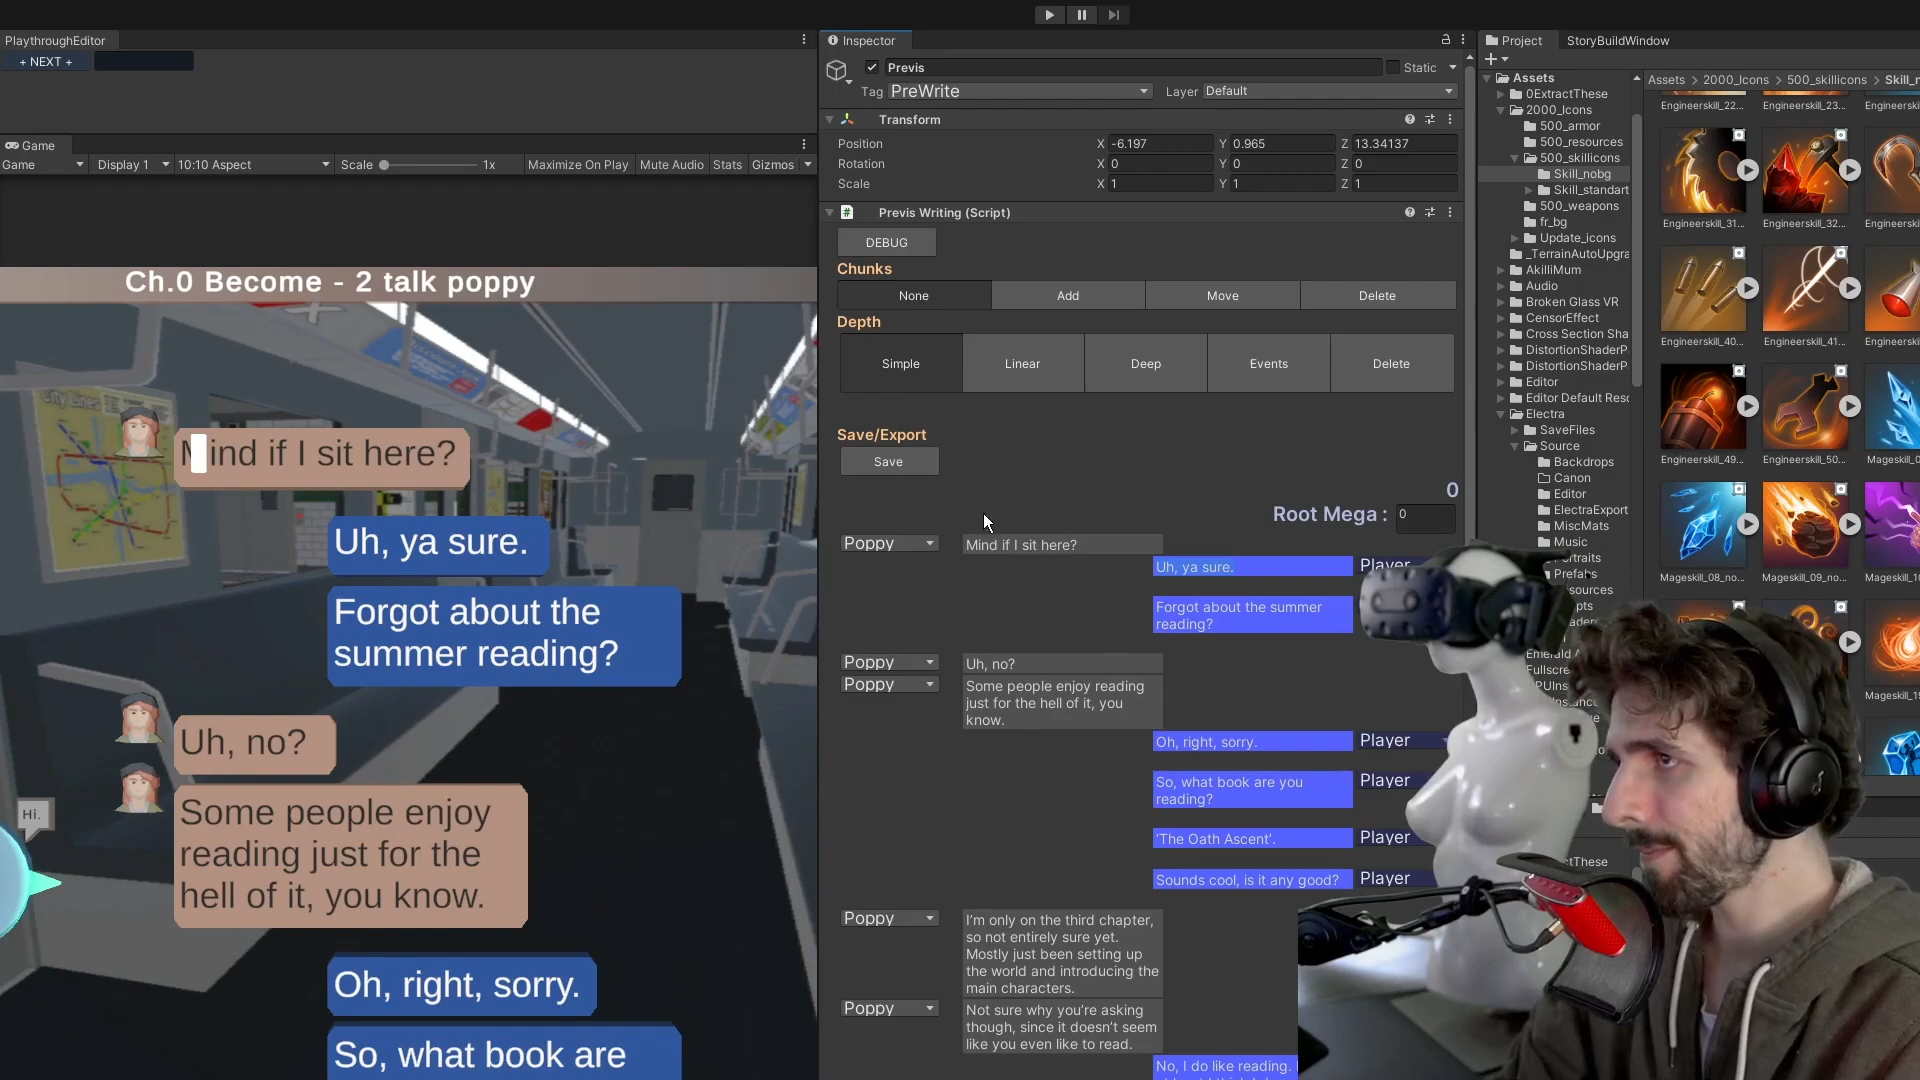 PlaythroughEditor
+ NEXT +
Game
Game
Display 1
10:10 Aspect
Scale
1x
Maximize On Play
Mute Audio
Stats
Gizmos
Ch.0 Become - 2 talk poppy
City Lines
Mind if I sit here?
Uh, ya sure.
Forgot about the
summer reading?
Uh, no?
Hi.
Some people enjoy
reading just for the
hell of it, you know.
Oh, right, sorry.
So, what book are
Inspector
Previs
Static
Tag
PreWrite
Layer
Default
Transform
Position
X
-6.197
Y
0.965
Z
13.34137
Rotation
X
0
Y
0
Z
0
Scale
X
1
Y
1
Z
1
Previs Writing (Script)
DEBUG
Chunks
None
Add
Move
Delete
Depth
Simple
Linear
Deep
Events
Delete
Save/Export
Save
0
Root Mega :
0
Poppy
Mind if I sit here?
Uh, ya sure.
Player
Forgot about the summer
reading?
Poppy
Uh, no?
Poppy
Some people enjoy reading
just for the hell of it, you
know.
Oh, right, sorry.
Player
So, what book are you
reading?
Player
'The Oath Ascent'.
Player
Sounds cool, is it any good?
Player
Poppy
I'm only on the third chapter,
so not entirely sure yet.
Mostly just been setting up
the world and introducing the
main characters.
Poppy
Not sure why you're asking
though, since it doesn't seem
like you even like to read.
No, I do like reading.
Project
StoryBuildWindow
Assets
0ExtractThese
2000_Icons
500_armor
500_resources
500_skillicons
Skill_nobg
Skill_standart
500_weapons
fr_bg
Update_icons
_TerrainAutoUpgra
AkilliMum
Audio
Broken Glass VR
CensorEffect
Cross Section Sha
DistortionShaderP
DistortionShaderP
Editor
Editor Default Reso
Electra
SaveFiles
Source
Backdrops
Canon
Editor
ElectraExport
MiscMats
Music
Portraits
Prefabs
Assets > 2000_Icons > 500_skillicons > Skill_n
Engineerskill_22...
Engineerskill_23...
Engineersk
Engineerskill_31...
Engineerskill_32...
Engineersk
Engineerskill_40...
Engineerskill_41...
Engineersk
Engineerskill_49...
Engineerskill_50...
Mageskill_0
Mageskill_08_no...
Mageskill_09_no...
Mageskill_1
Mageskill_1